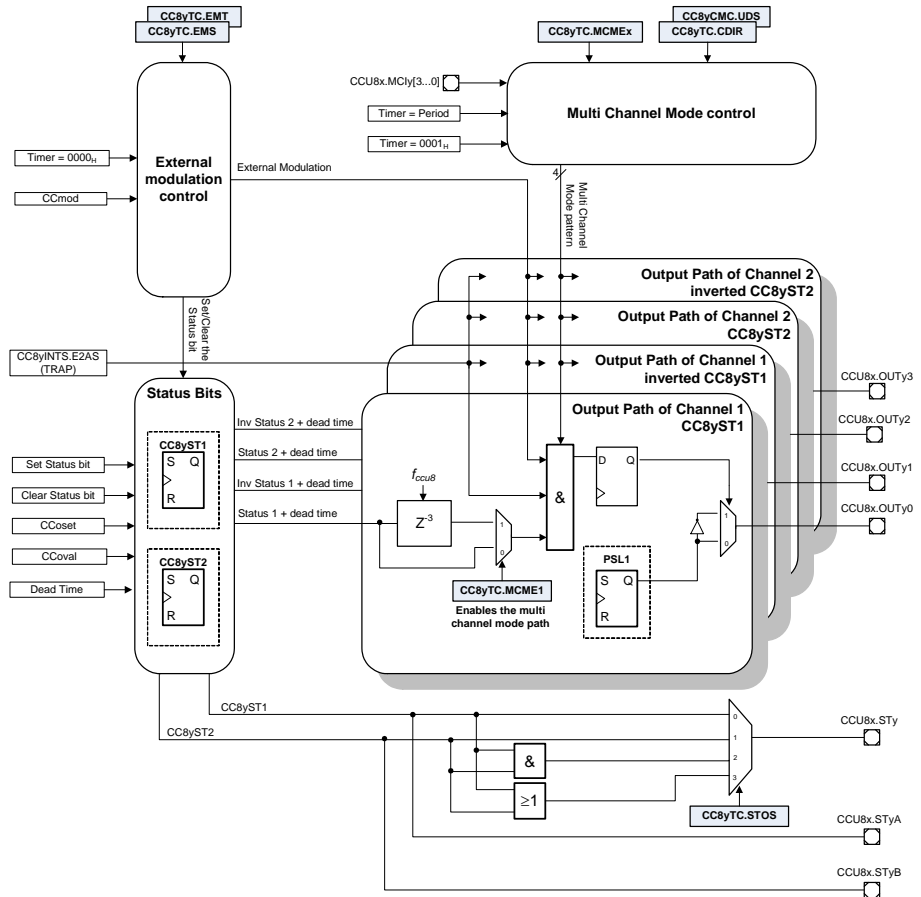 CC8yTC.EMT
CC8yTC.EMS
CC8yTC.MCMEx
CC8yCMC.UDS
CC8yTC.CDIR
CCU8x.MCIy[3...0]
Timer = Period
Timer = 0001H
Multi Channel Mode control
Timer = 0000H
CCmod
External
modulation
control
External Modulation
4
Multi Channel
Mode pattern
Set/Clear the
Status bit
CC8yINTS.E2AS
(TRAP)
Output Path of Channel 2
inverted CC8yST2
Output Path of Channel 2
CC8yST2
Output Path of Channel 1
inverted CC8yST1
Output Path of Channel 1
CC8yST1
CCU8x.OUTy3
CCU8x.OUTy2
CCU8x.OUTy1
CCU8x.OUTy0
Status Bits
CC8yST1
S Q
R
CC8yST2
S Q
R
Set Status bit
Clear Status bit
CCoset
CCoval
Dead Time
Inv Status 2 + dead time
Status 2 + dead time
Inv Status 1 + dead time
Status 1 + dead time
fccu8
Z-3
1
0
CC8yTC.MCME1
Enables the multi
channel mode path
&
D Q
PSL1
S Q
R
1
0
CC8yST1
CC8yST2
&
≥1
0
1
2
3
CC8yTC.STOS
CCU8x.STy
CCU8x.STyA
CCU8x.STyB